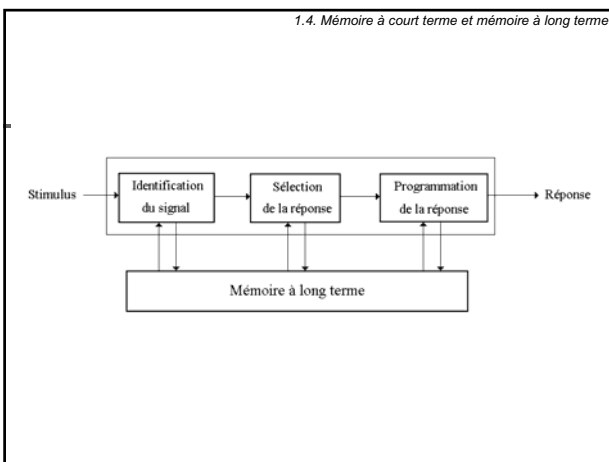 1.4. Mémoire à court terme et mémoire à long terme
Stimulus
Identification
du signal
Sélection
de la réponse
Programmation
de la réponse
Réponse
Mémoire à long terme